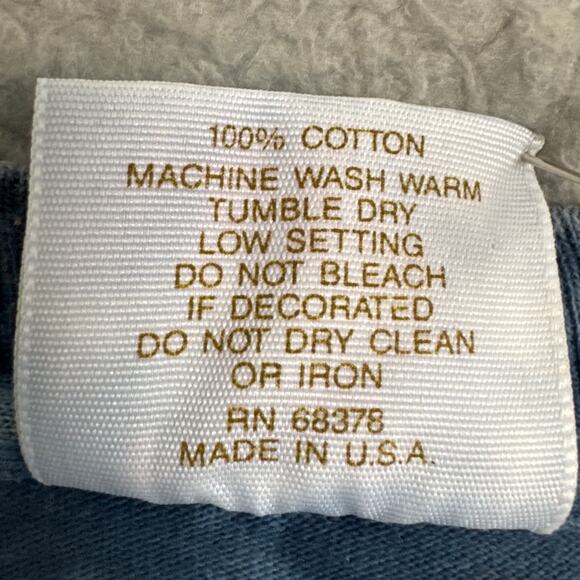 100% COTTON
MACHINE WASH WARM
TUMBLE DRY
LOW SETTING
DO NOT BLEACH
IF DECORATED
DO NOT DRY CLEAN
OR IRON
RN 68378
MADE IN U.S.A.